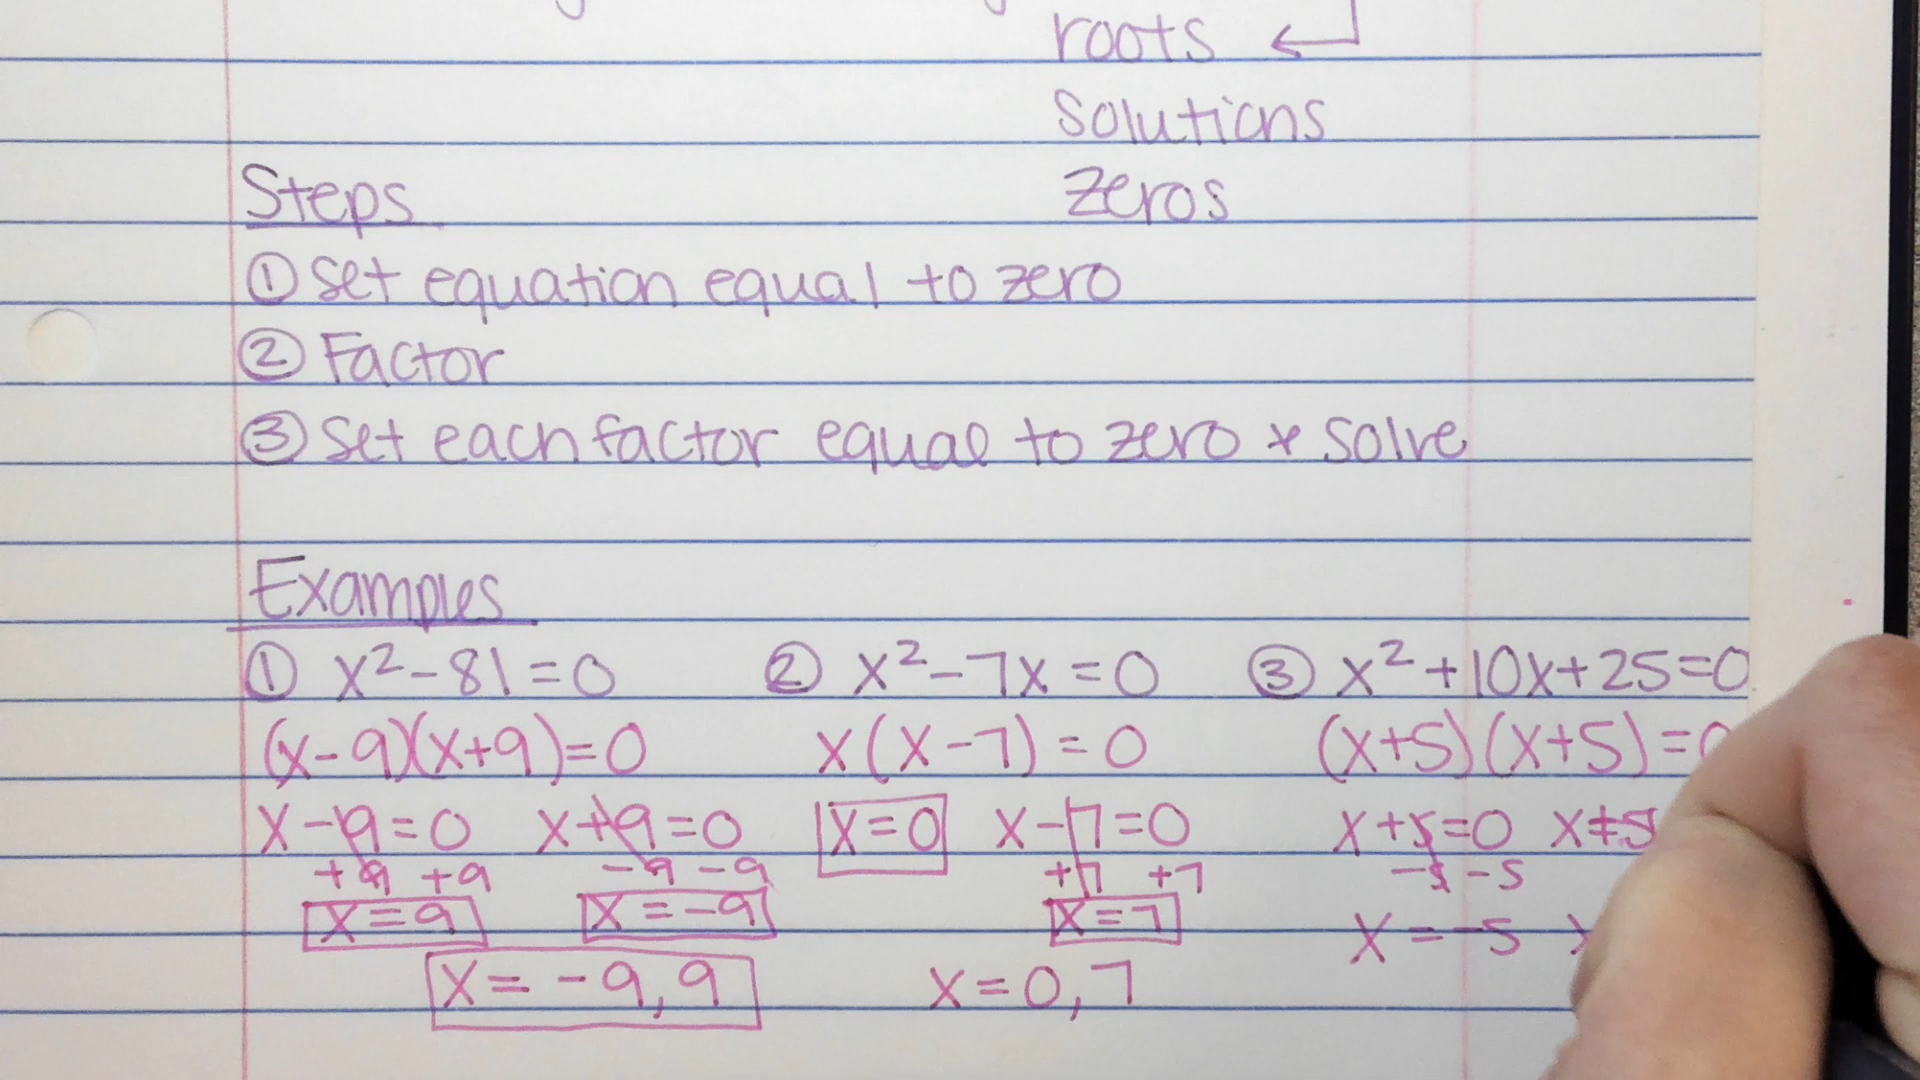 roots ←
Solutions
Steps
zeros
① Set equation equal to zero
② Factor
③ Set each factor equal to zero & solve
Examples
① x² - 81 = 0 ② x² - 7x = 0 ③ x² + 10x + 25 = 0
(x - 9)(x + 9) = 0 x(x - 7) = 0 (x + 5)(x + 5) = 0
x - 9 = 0 x + 9 = 0 x = 0 x - 7 = 0 x + 5 = 0 x + 5
+9 +9 -9 -9 +7 +7 -5 -5
x = 9 x = -9 x = 7 x = -5 x
x = -9, 9 x = 0, 7